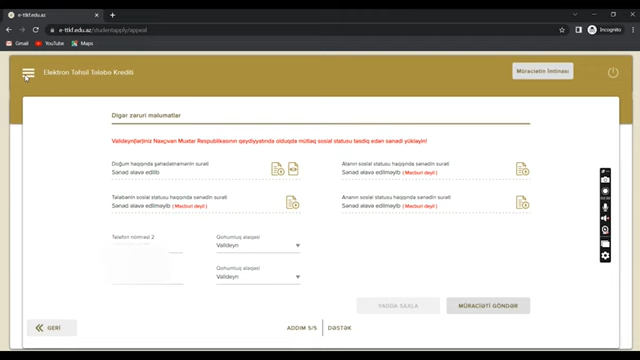 e-ttkf.edu.az
Incognito
e-ttkf.edu.az/studentapply/appeal
Gmail YouTube Maps
Elektron Təhsil Tələbə Krediti
Müraciətin İmtinası
Digər zəruri məlumatlar
Valideyn(lər)iniz Naxçıvan Muxtar Respublikasının qeydiyyatında olduqda mütləq sosial statusu təsdiq edən sənədi yükləyin!
Doğum haqqında şəhadətnamənin surəti
Sənəd əlavə edilib
Atanın sosial statusu haqqında sənədin surəti
Sənəd əlavə edilməyib ( Məcburi deyil )
Tələbənin sosial statusu haqqında sənədin surəti
Sənəd əlavə edilməyib ( Məcburi deyil )
Ananın sosial statusu haqqında sənədin surəti
Sənəd əlavə edilməyib ( Məcburi deyil )
Telefon nömrəsi 2
Qohumluq əlaqəsi
Valideyn
Qohumluq əlaqəsi
Valideyn
YADDA SAXLA
MÜRACİƏTİ GÖNDƏR
GERİ
ADDIM 5/5
DƏSTƏK